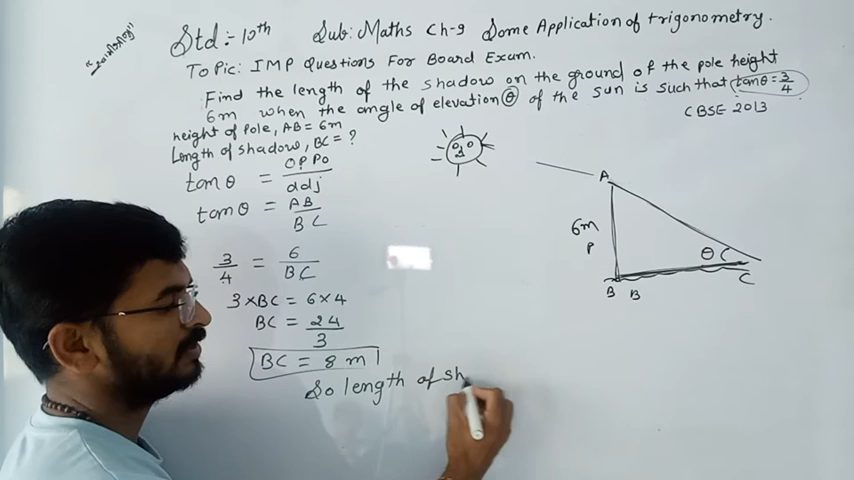 Std:- 10th Sub: Maths Ch-9 Some Application of trigonometry.
Topic: IMP Questions For Board Exam.
Find the length of the shadow on the ground of the pole height
6m when the angle of elevation θ of the sun is such that tanθ = 3/4
CBSE 2013
height of pole, AB = 6m
Length of shadow, BC = ?
tanθ = oppo/adj
tanθ = AB/BC
3/4 = 6/BC
3 × BC = 6 × 4
BC = 24/3
BC = 8 m
So length of sh
A
6m
P
θ
B B
C